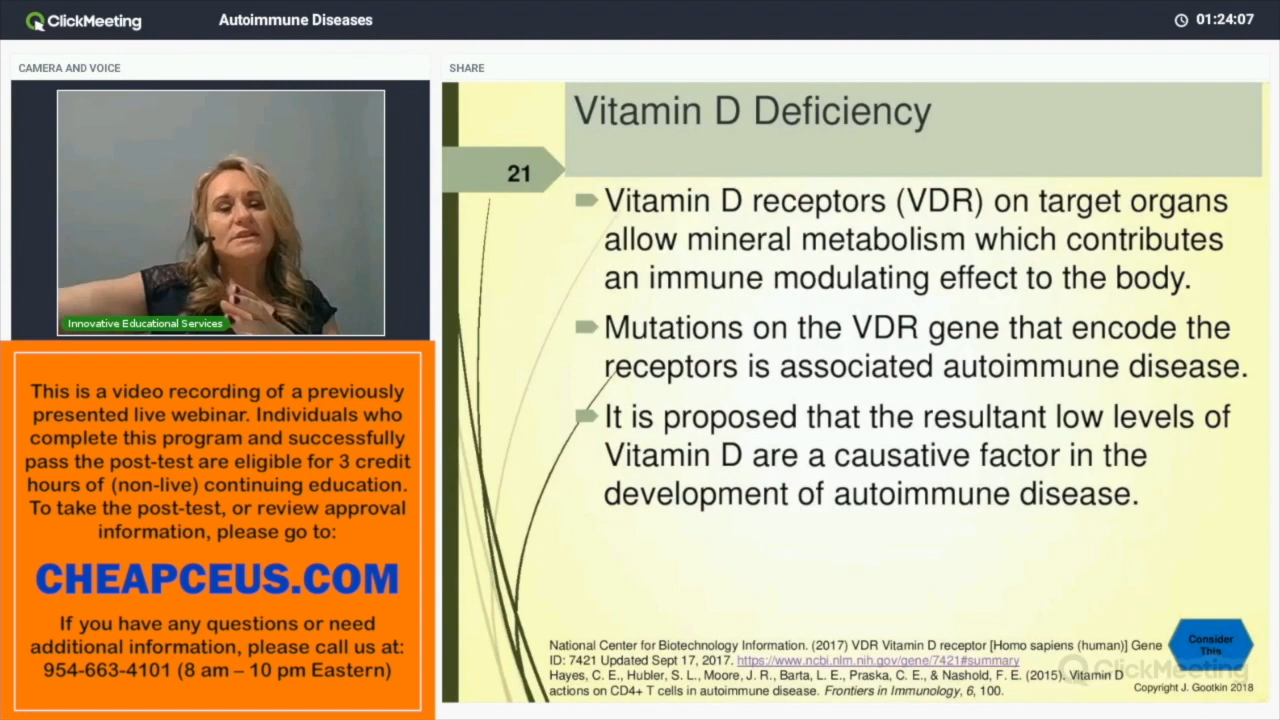 ClickMeeting
Autoimmune Diseases
01:24:07
CAMERA AND VOICE
SHARE
Innovative Educational Services
This is a video recording of a previously
presented live webinar. Individuals who
complete this program and successfully
pass the post-test are eligible for 3 credit
hours of (non-live) continuing education.
To take the post-test, or review approval
information, please go to:
CHEAPCEUS.COM
If you have any questions or need
additional information, please call us at:
954-663-4101 (8 am – 10 pm Eastern)
Vitamin D Deficiency
21
Vitamin D receptors (VDR) on target organs
allow mineral metabolism which contributes
an immune modulating effect to the body.
Mutations on the VDR gene that encode the
receptors is associated autoimmune disease.
It is proposed that the resultant low levels of
Vitamin D are a causative factor in the
development of autoimmune disease.
National Center for Biotechnology Information. (2017) VDR Vitamin D receptor [Homo sapiens (human)] Gene
ID: 7421 Updated Sept 17, 2017. https://www.ncbi.nlm.nih.gov/gene/7421#summary
Hayes, C. E., Hubler, S. L., Moore, J. R., Barta, L. E., Praska, C. E., & Nashold, F. E. (2015). Vitamin D
actions on CD4+ T cells in autoimmune disease. Frontiers in Immunology, 6, 100.
Consider
This
ClickMeeting
Copyright J. Gootkin 2018